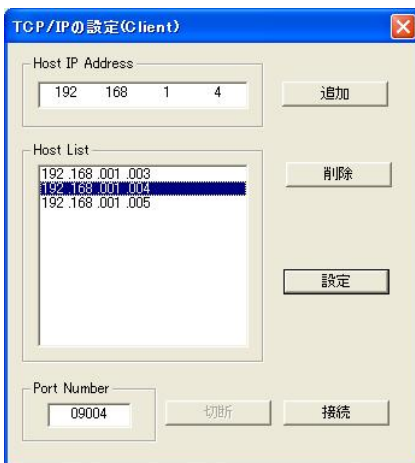 TCP/IPの設定(Client)
Host IP Address
192 168 1 4
追加
Host List
192 .168 .001 .003
192 .168 .001 .004
192 .168 .001 .005
削除
設定
Port Number
09004
切断
接続